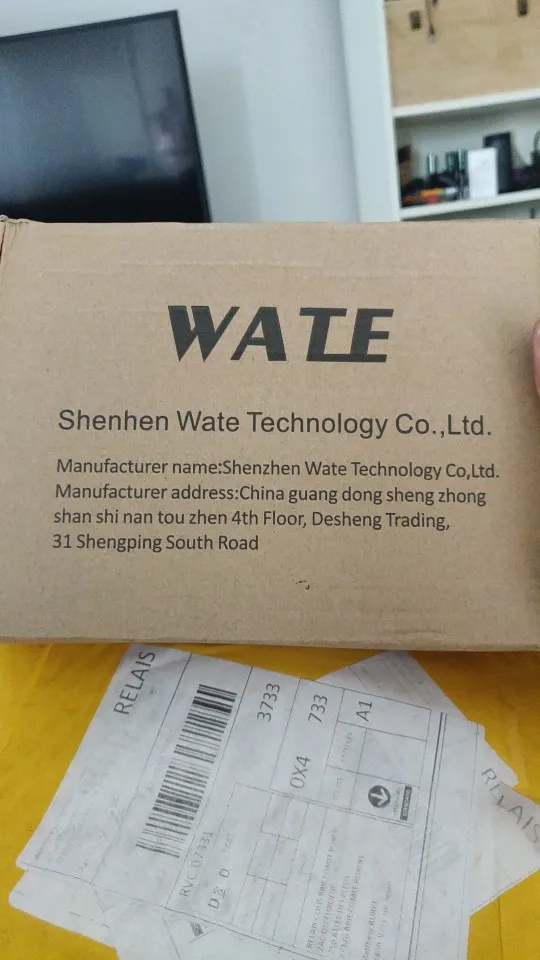 WATE
Shenhen Wate Technology Co.,Ltd.
Manufacturer name:Shenzhen Wate Technology Co,Ltd.
Manufacturer address:China guang dong sheng zhong
shan shi nan tou zhen 4th Floor, Desheng Trading,
31 Shengping South Road
RELAIS
3733
0X4 733
A1
RVC 07331
RELAIS